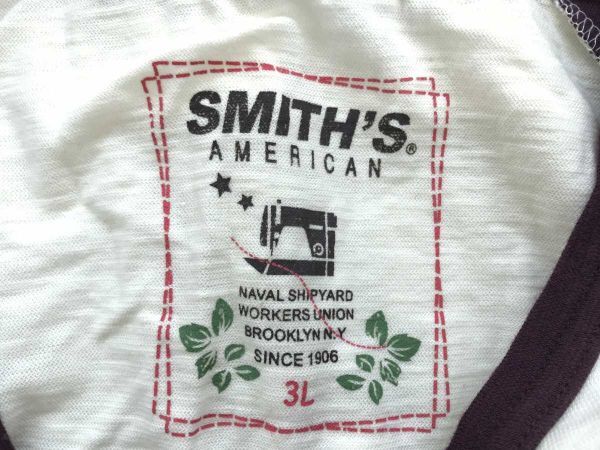 SMITH'S®
AMERICAN
NAVAL SHIPYARD
WORKERS UNION
BROOKLYN N.Y
SINCE 1906
3L